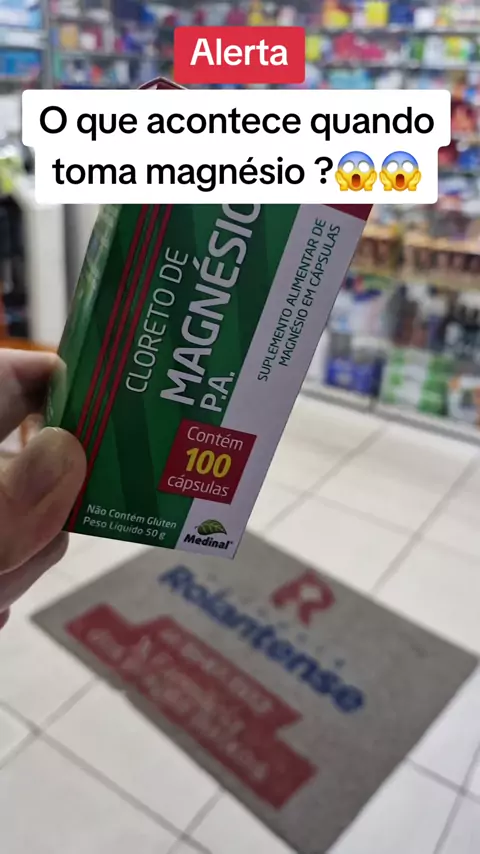 Alerta
O que acontece quando
toma magnésio ?😱😱
CLORETO DE
MAGNÉSIO
P.A.
SUPLEMENTO ALIMENTAR DE
MAGNÉSIO EM CÁPSULAS
Contém
100
cápsulas
Não Contém Glúten
Peso Líquido 50 g
Medinal
R
Rolantense